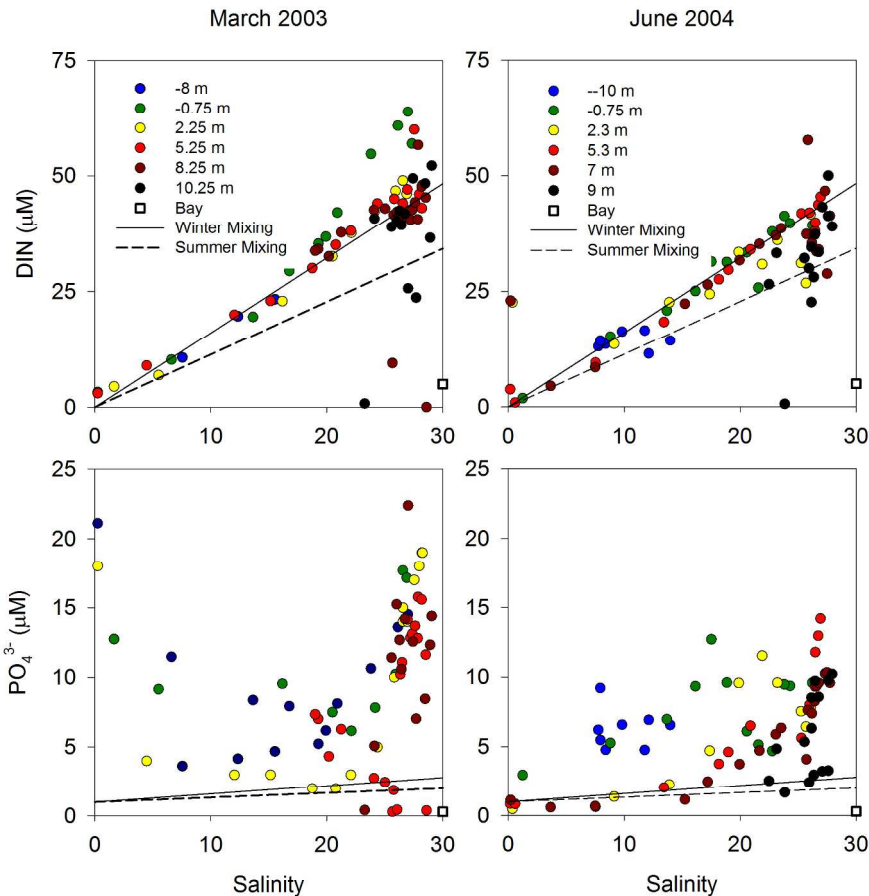 March 2003
June 2004
75
50
25
0
DIN (µM)
-8 m
-0.75 m
2.25 m
5.25 m
8.25 m
10.25 m
Bay
Winter Mixing
Summer Mixing
0
10
20
30
75
50
25
0
--10 m
-0.75 m
2.3 m
5.3 m
7 m
9 m
Bay
Winter Mixing
Summer Mixing
0
10
20
30
25
20
15
10
5
0
PO₄³⁻ (µM)
0
10
20
30
Salinity
25
20
15
10
5
0
0
10
20
30
Salinity